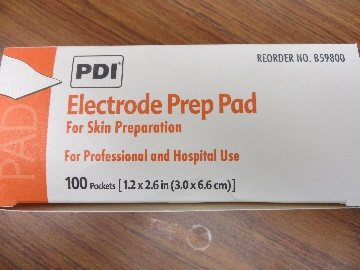 REORDER NO. B59800
PDI
Electrode Prep Pad
For Skin Preparation
For Professional and Hospital Use
100 Packets [1.2 x 2.6 in (3.0 x 6.6 cm)]
PAD